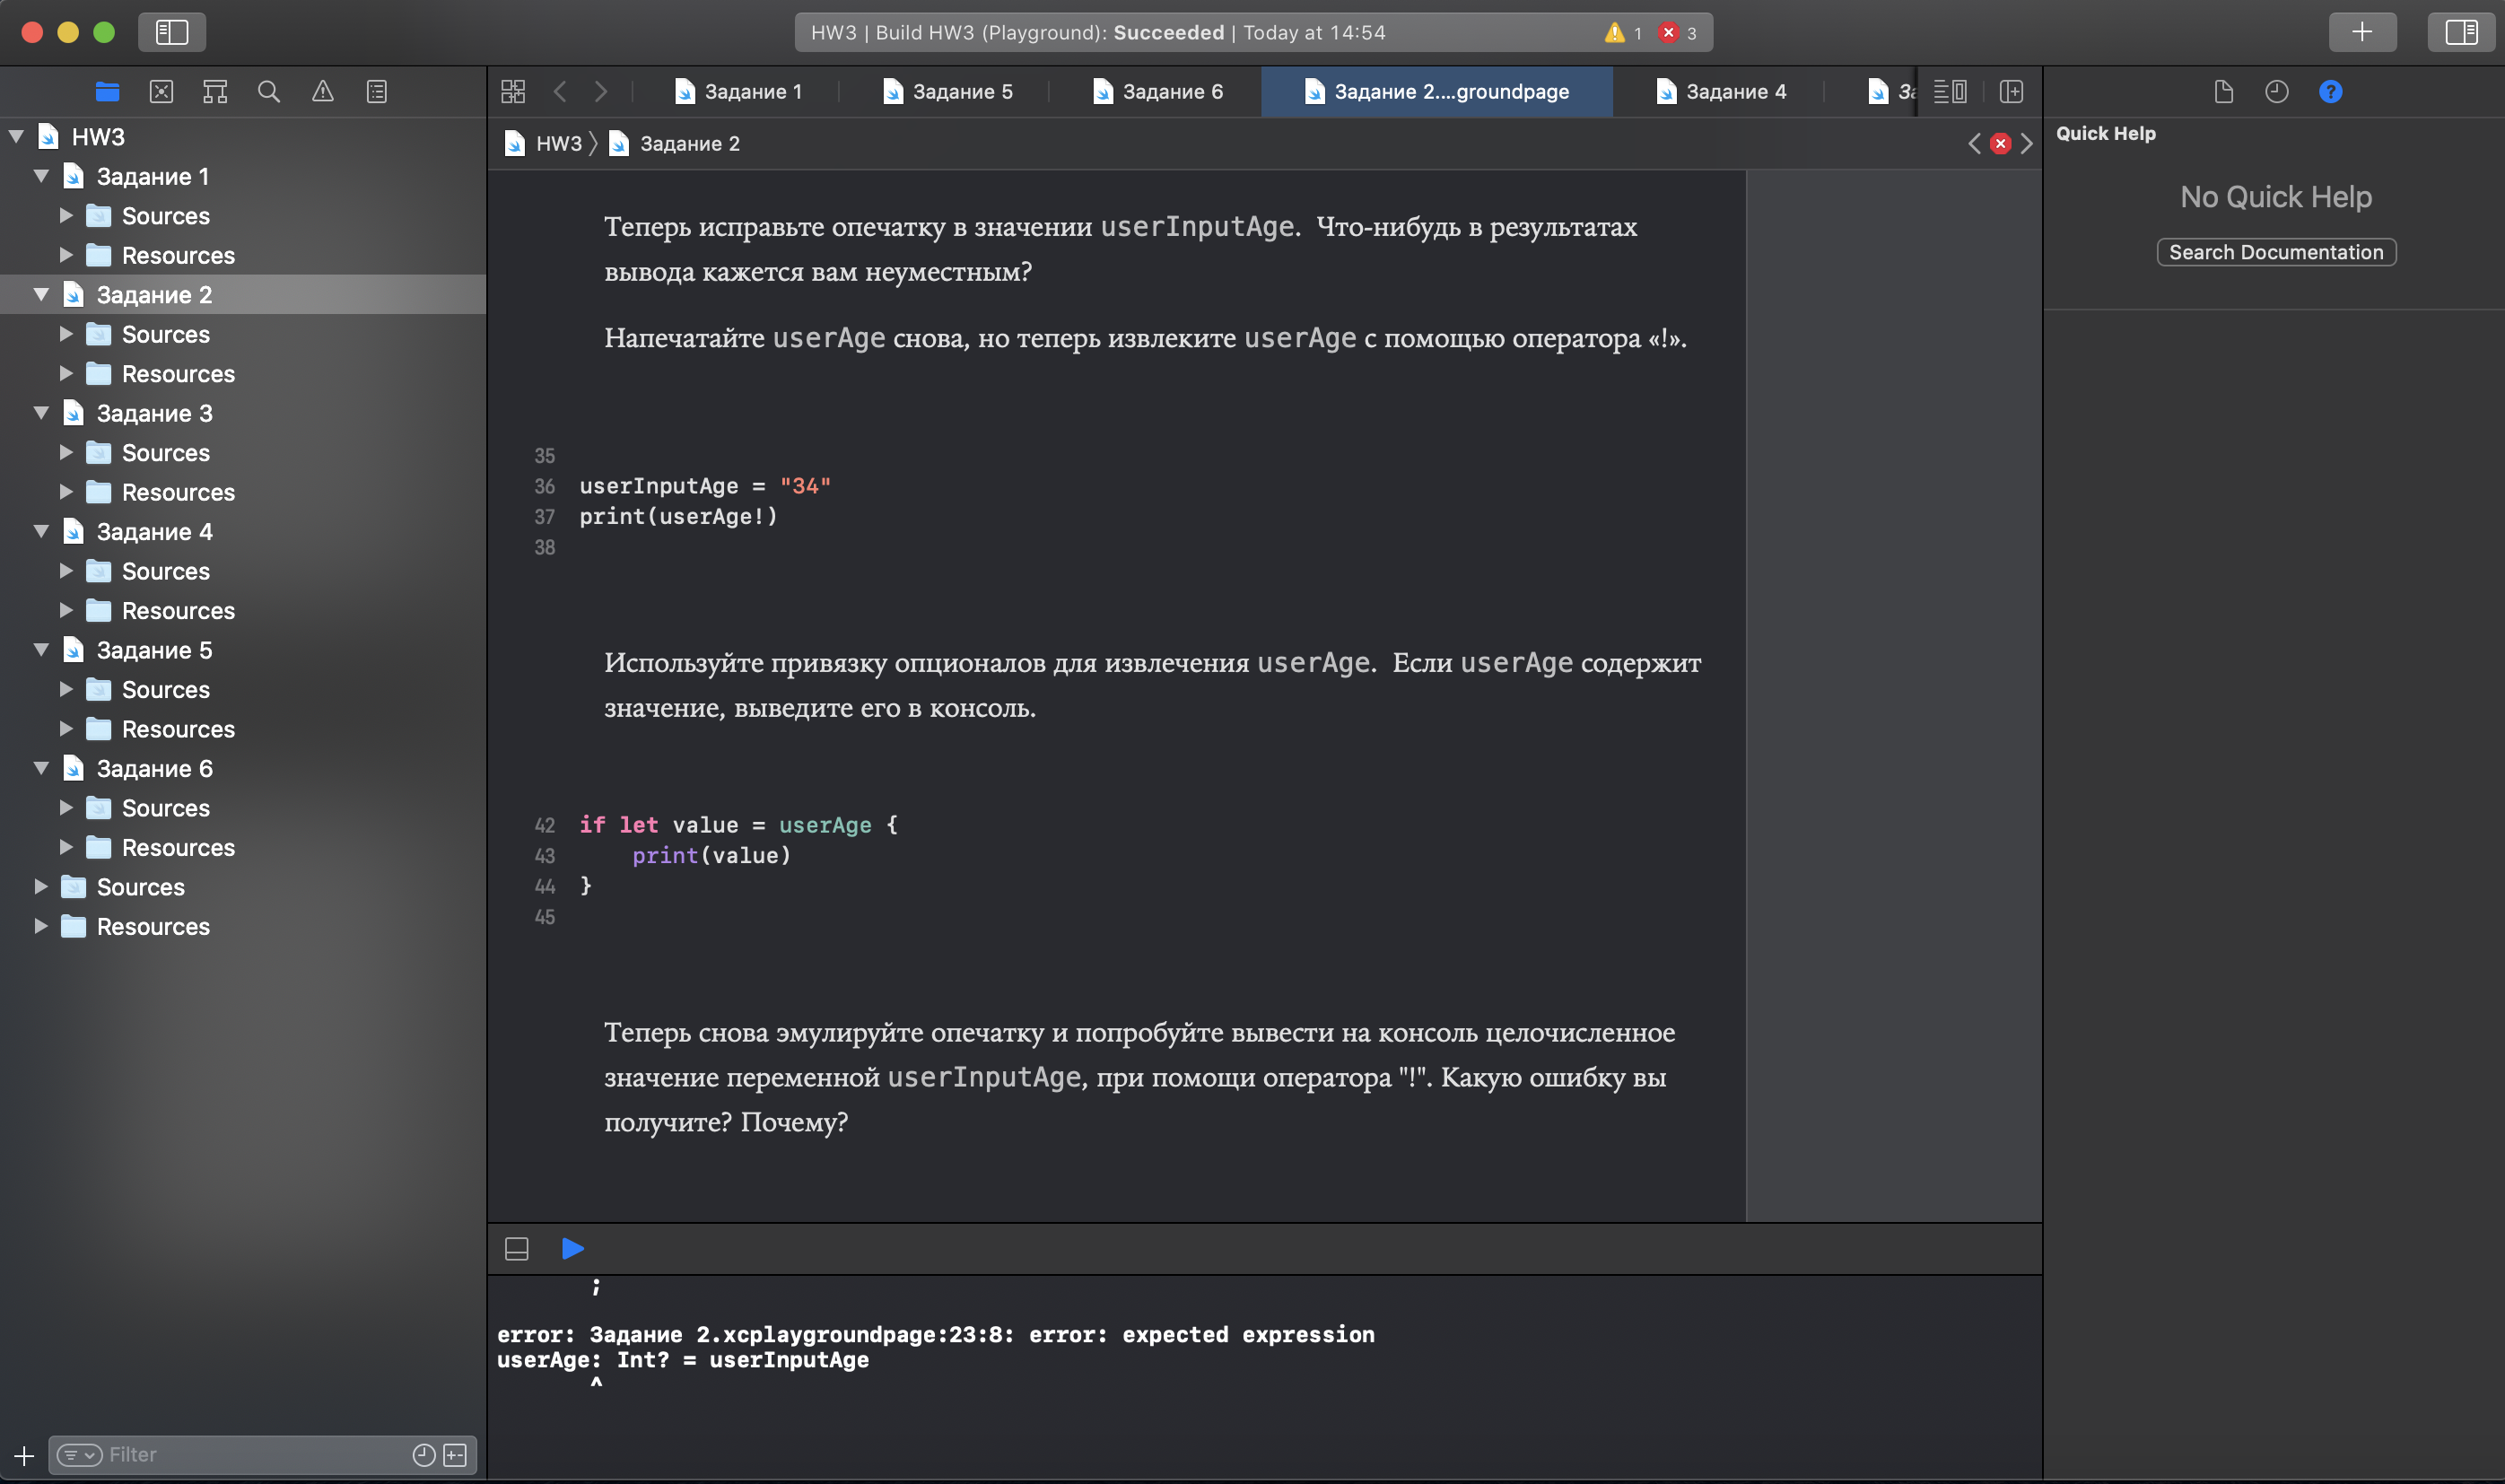 HW3 | Build HW3 (Playground): Succeeded | Today at 14:54
1
3
Задание 1
Задание 5
Задание 6
Задание 2....groundpage
Задание 4
HW3
Задание 1
Sources
Resources
Задание 2
Sources
Resources
Задание 3
Sources
Resources
Задание 4
Sources
Resources
Задание 5
Sources
Resources
Задание 6
Sources
Resources
Sources
Resources
Filter
HW3
Задание 2
Теперь исправьте опечатку в значении userInputAge. Что-нибудь в результатах
вывода кажется вам неуместным?
Напечатайте userAge снова, но теперь извлеките userAge с помощью оператора «!».
35
36 userInputAge = "34"
37 print(userAge!)
38
Используйте привязку опционалов для извлечения userAge. Если userAge содержит
значение, выведите его в консоль.
42 if let value = userAge {
43 print(value)
44 }
45
Теперь снова эмулируйте опечатку и попробуйте вывести на консоль целочисленное
значение переменной userInputAge, при помощи оператора "!". Какую ошибку вы
получите? Почему?
;
error: Задание 2.xcplaygroundpage:23:8: error: expected expression
userAge: Int? = userInputAge
^
Quick Help
No Quick Help
Search Documentation